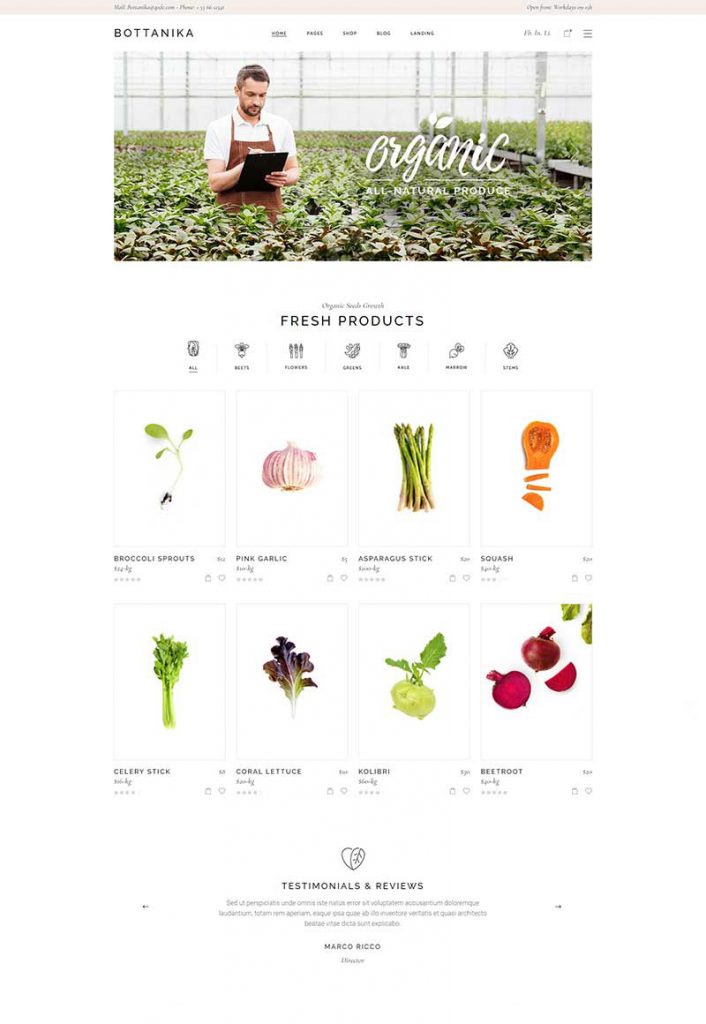 Mail: Bottanika@qode.com - Phone:
Open from: Workdays
BOTTANIKA
HOME PAGES SHOP BLOG LANDING
Fb. In. Li
organic
ALL-NATURAL PRODUCE
Organic Seeds Growth
FRESH PRODUCTS
ALL BEETS FLOWERS GREENS KALE MARROW STEMS
BROCCOLI SPROUTS $12
$24-kg
PINK GARLIC $5
$10-kg
ASPARAGUS STICK $20
$100-kg
SQUASH $20
$40-kg
CELERY STICK $8
$16-kg
CORAL LETTUCE $10
$20-kg
KOLIBRI $30
$60-kg
BEETROOT $20
$40-kg
TESTIMONIALS & REVIEWS
Sed ut perspiciatis unde omnis iste natus error sit voluptatem accusantium doloremque
laudantium, totam rem aperiam, eaque ipsa quae ab illo inventore veritatis et quasi architecto
beatae vitae dicta sunt explicabo.
MARCO RICCO
Director